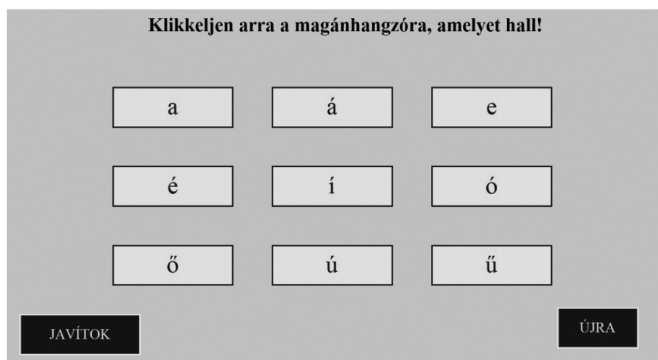 Klikkeljen arra a magánhangzóra, amelyet hall!
a á e
é í ó
ő ú ű
JAVÍTOK ÚJRA